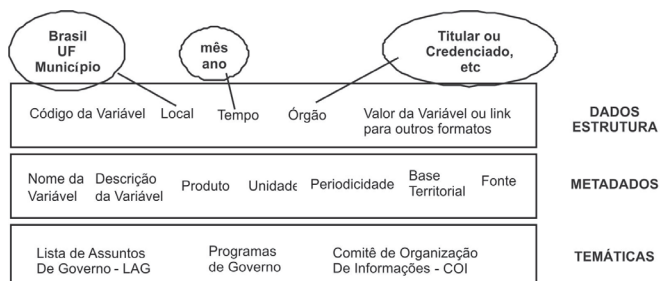 Brasil
UF
Município
mês
ano
Titular ou
Credenciado,
etc
Código da Variável
Local
Tempo
Órgão
Valor da Variável ou link
para outros formatos
DADOS
ESTRUTURA
Nome da
Variável
Descrição
da Variável
Produto
Unidade
Periodicidade
Base
Territorial
Fonte
METADADOS
Lista de Assuntos
De Governo - LAG
Programas
de Governo
Comitê de Organização
De Informações - COI
TEMÁTICAS